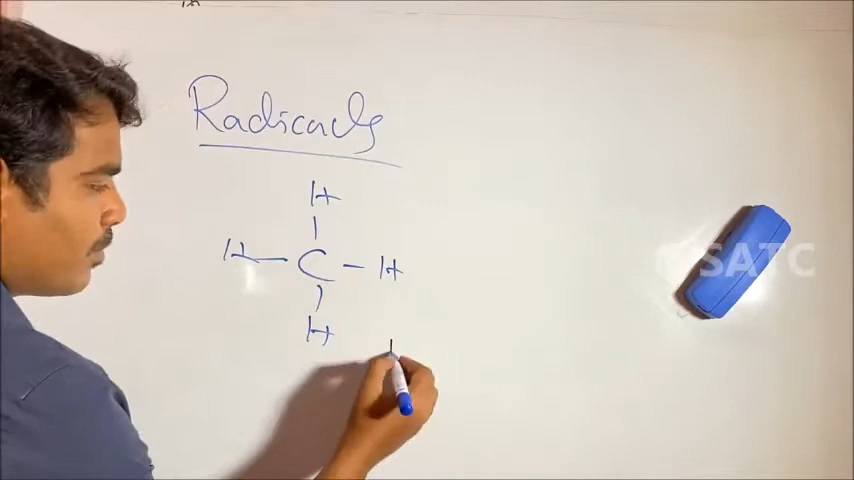 Radicals
H
H - C - H
H
SATC